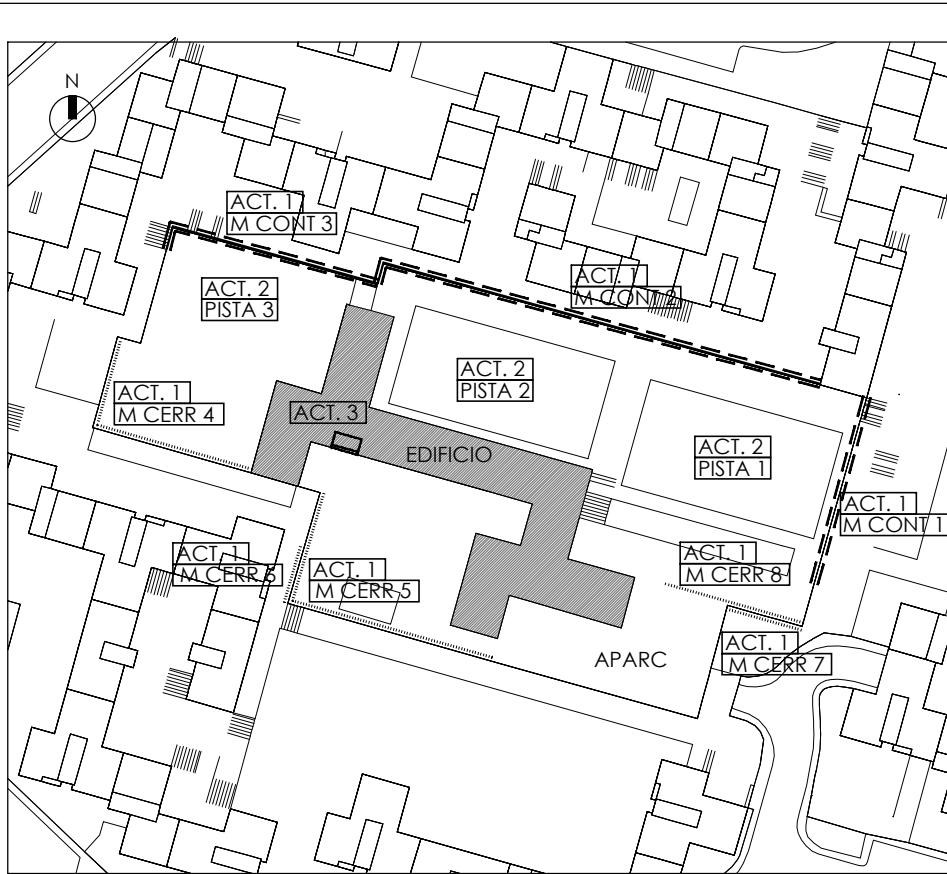 N
ACT. 1
M CONT 3
ACT. 1
M CONT 2
ACT. 2
PISTA 3
ACT. 2
PISTA 2
ACT. 1
M CERR 4
ACT. 3
EDIFICIO
ACT. 2
PISTA 1
ACT. 1
M CONT 1
ACT. 1
M CERR 6
ACT. 1
M CERR 5
ACT. 1
M CERR 8
ACT. 1
M CERR 7
APARC